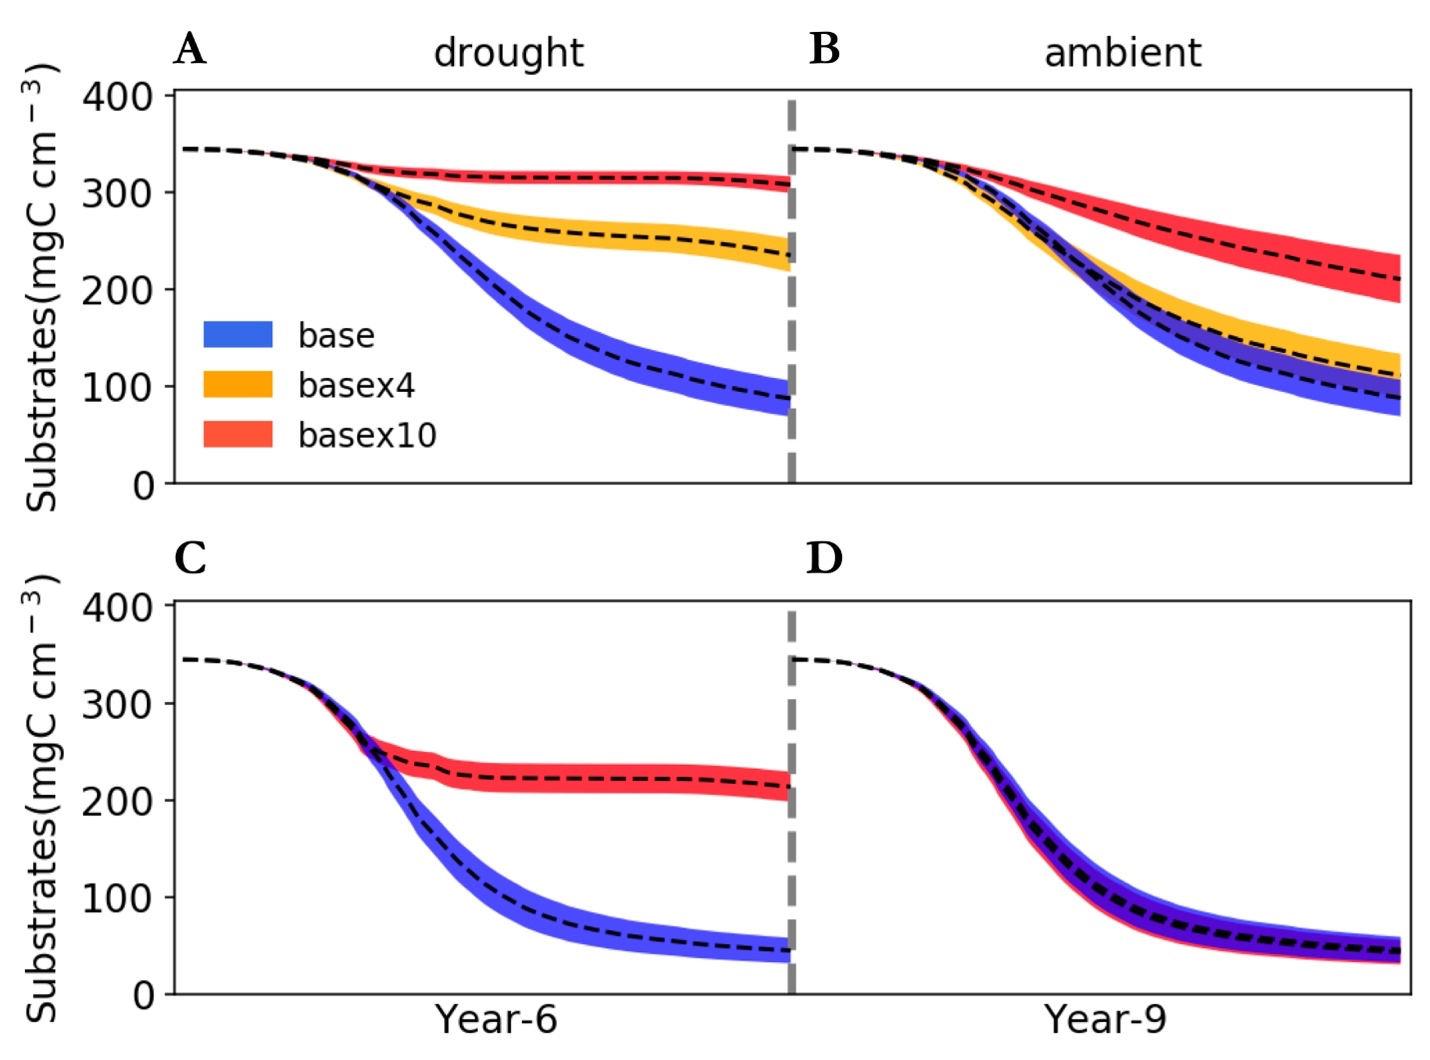 A
drought
B
ambient
Substrates(mgC cm⁻³)
400
300
200
100
0
base
basex4
basex10
C
D
Substrates(mgC cm⁻³)
400
300
200
100
0
Year-6
Year-9